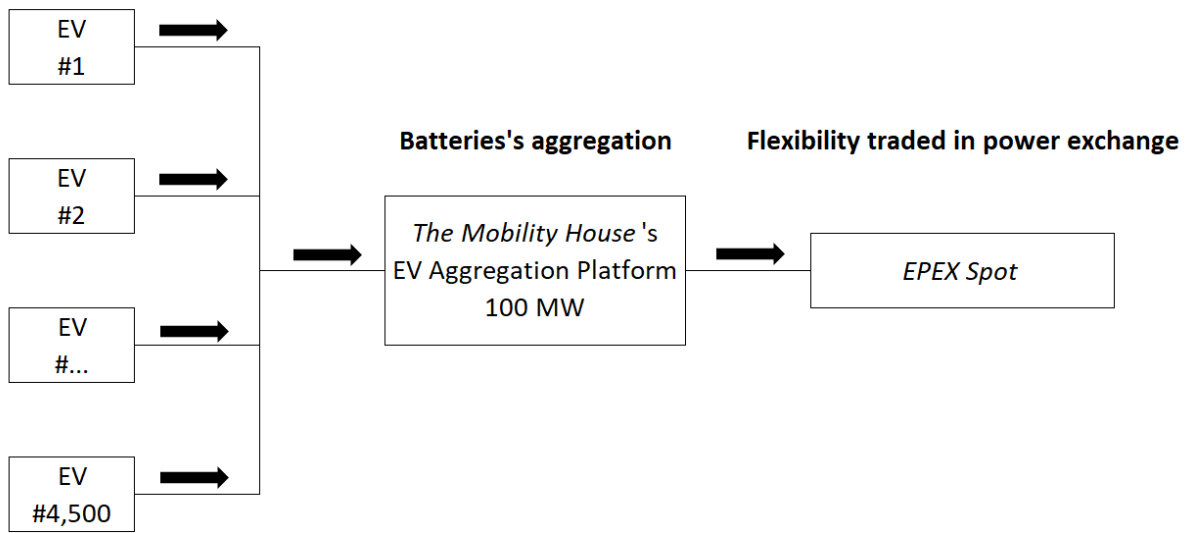 EV
#1
EV
#2
EV
#...
EV
#4,500
Batteries's aggregation
The Mobility House's
EV Aggregation Platform
100 MW
Flexibility traded in power exchange
EPEX Spot